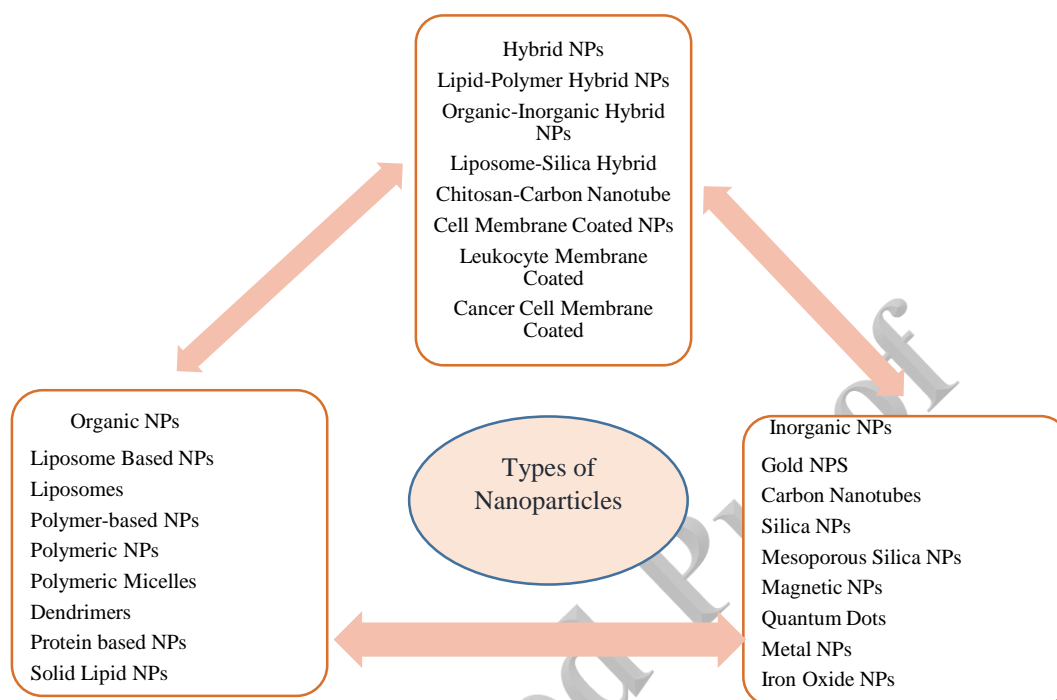 Hybrid NPs
Lipid-Polymer Hybrid NPs
Organic-Inorganic Hybrid
NPs
Liposome-Silica Hybrid
Chitosan-Carbon Nanotube
Cell Membrane Coated NPs
Leukocyte Membrane
Coated
Cancer Cell Membrane
Coated
Organic NPs
Liposome Based NPs
Liposomes
Polymer-based NPs
Polymeric NPs
Polymeric Micelles
Dendrimers
Protein based NPs
Solid Lipid NPs
Types of
Nanoparticles
Inorganic NPs
Gold NPS
Carbon Nanotubes
Silica NPs
Mesoporous Silica NPs
Magnetic NPs
Quantum Dots
Metal NPs
Iron Oxide NPs